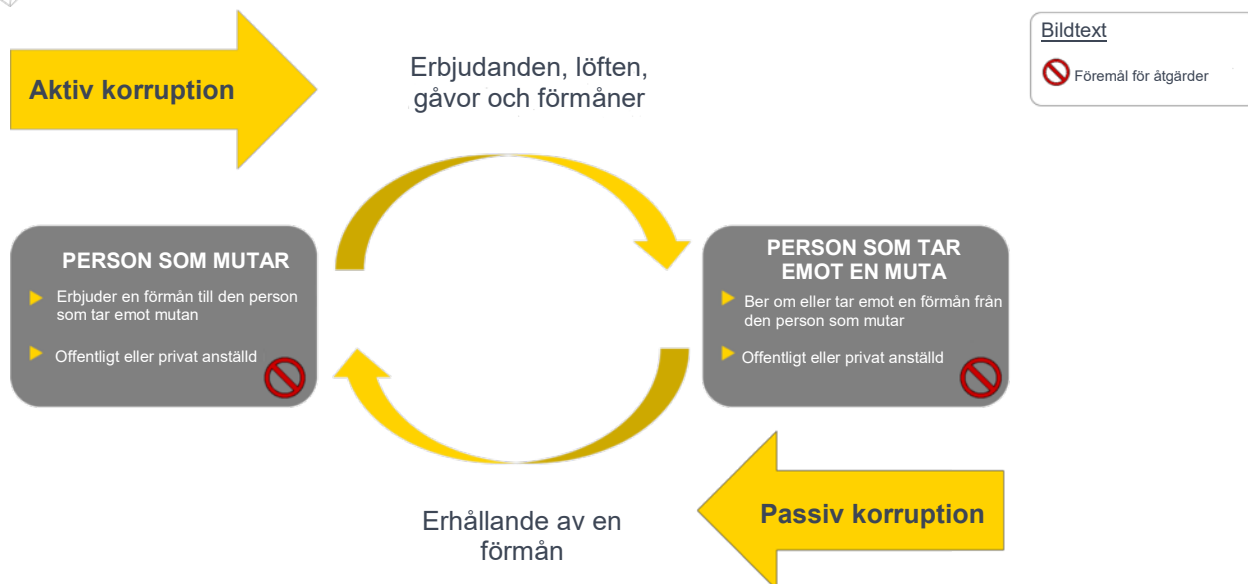 Aktiv korruption
Erbjudanden, löften,
gåvor och förmåner
Bildtext
Föremål för åtgärder
PERSON SOM MUTAR
Erbjuder en förmån till den person
som tar emot mutan
Offentligt eller privat anställd
PERSON SOM TAR
EMOT EN MUTA
Ber om eller tar emot en förmån från
den person som mutar
Offentligt eller privat anställd
Erhållande av en
förmån
Passiv korruption